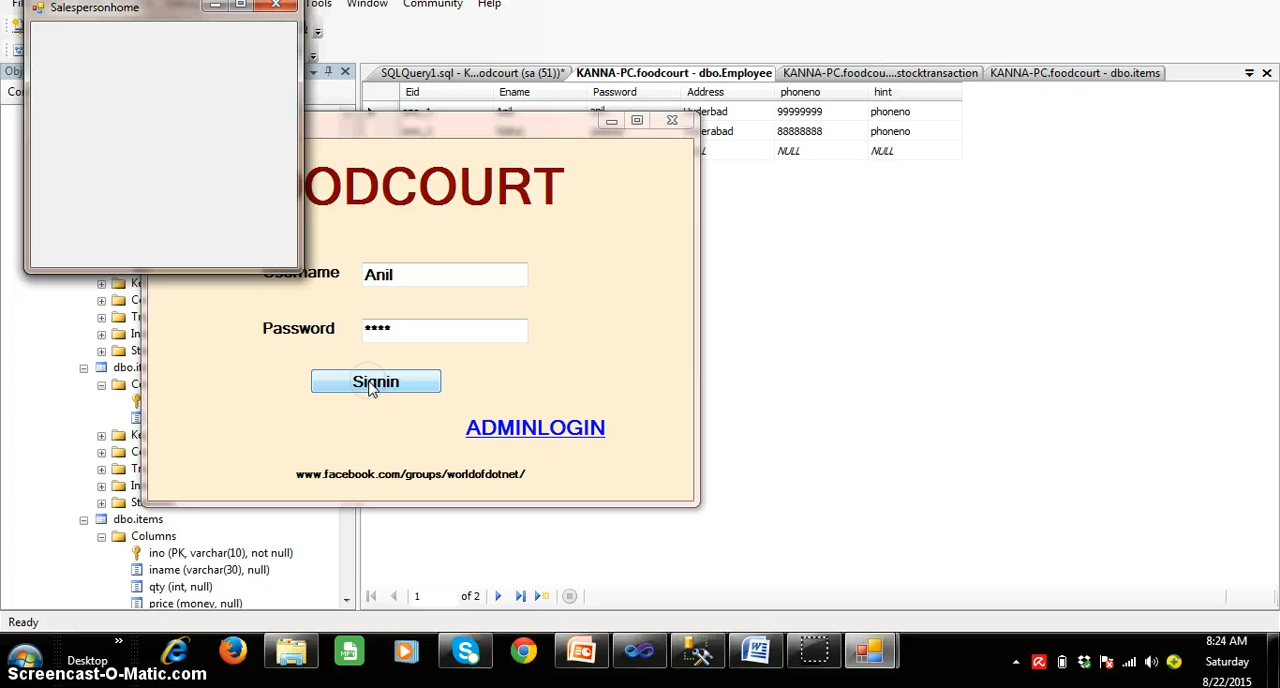 Salespersonhome
Tools
Window
Community
Help
Obj
SQLQuery1.sql - K...odcourt (sa (51))*
KANNA-PC.foodcourt - dbo.Employee
KANNA-PC.foodcou....stocktransaction
KANNA-PC.foodcourt - dbo.items
Eid Ename Password Address phoneno hint
Anil 99999999 phoneno
88888888 phoneno
NULL NULL
OODCOURT
Username Anil
Password ****
Signin
ADMINLOGIN
www.facebook.com/groups/worldofdotnet/
dbo.items
Columns
ino (PK, varchar(10), not null)
iname (varchar(30), null)
qty (int, null)
price (money, null)
1 of 2
Ready
Desktop
8:24 AM
Saturday
8/22/2015
Screencast-O-Matic.com